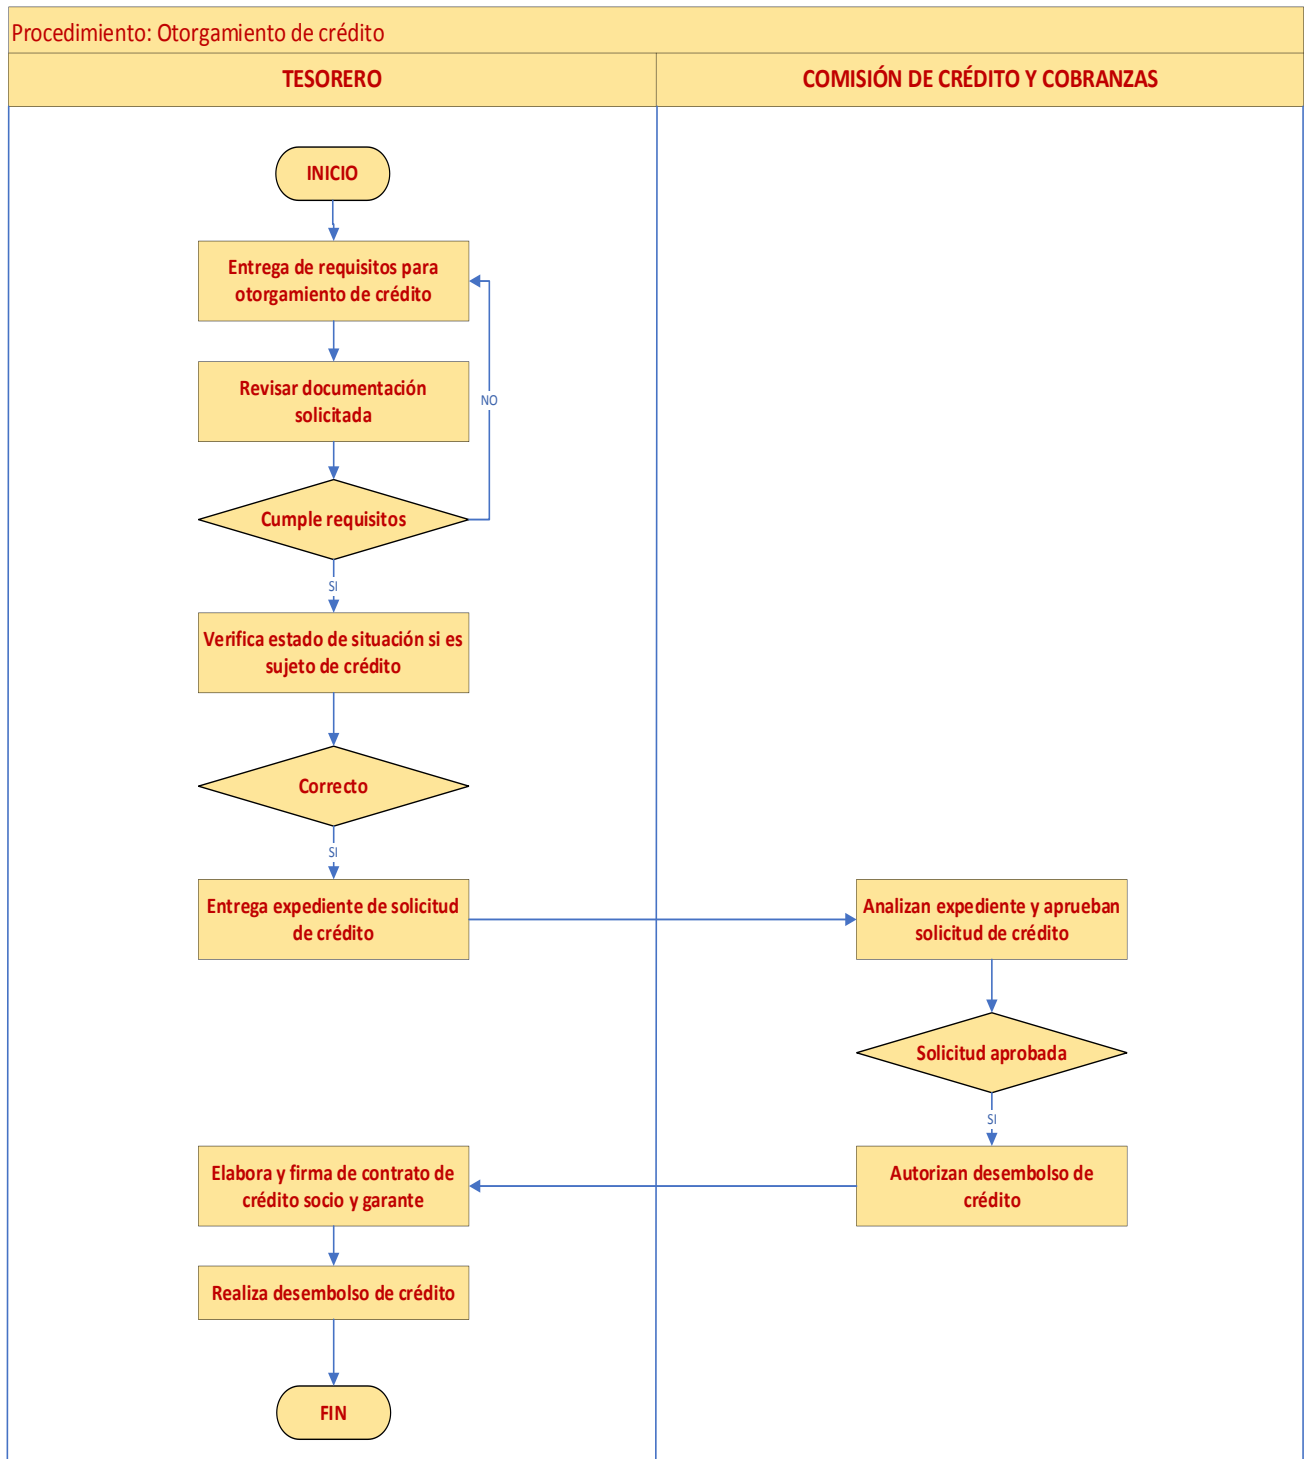 Procedimiento: Otorgamiento de crédito
TESORERO
COMISIÓN DE CRÉDITO Y COBRANZAS
INICIO
Entrega de requisitos para
otorgamiento de crédito
Revisar documentación
solicitada
NO
Cumple requisitos
SI
Verifica estado de situación si es
sujeto de crédito
Correcto
SI
Entrega expediente de solicitud
de crédito
Analizan expediente y aprueban
solicitud de crédito
Solicitud aprobada
SI
Autorizan desembolso de
crédito
Elabora y firma de contrato de
crédito socio y garante
Realiza desembolso de crédito
FIN